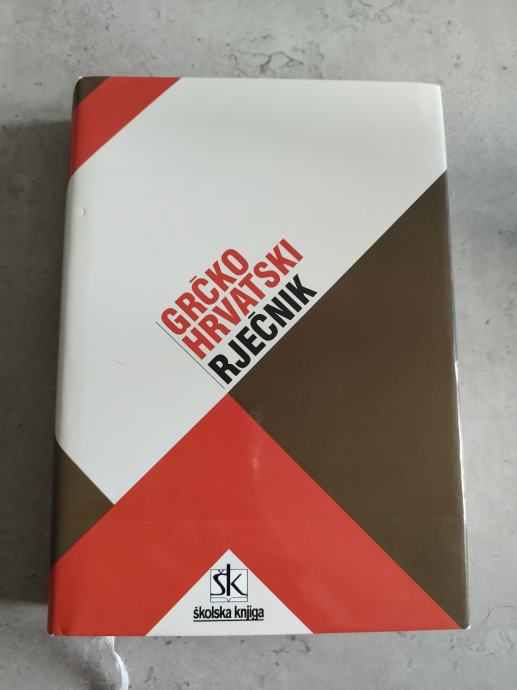 GRČKO
HRVATSKI
RJEČNIK
šk
školska knjiga